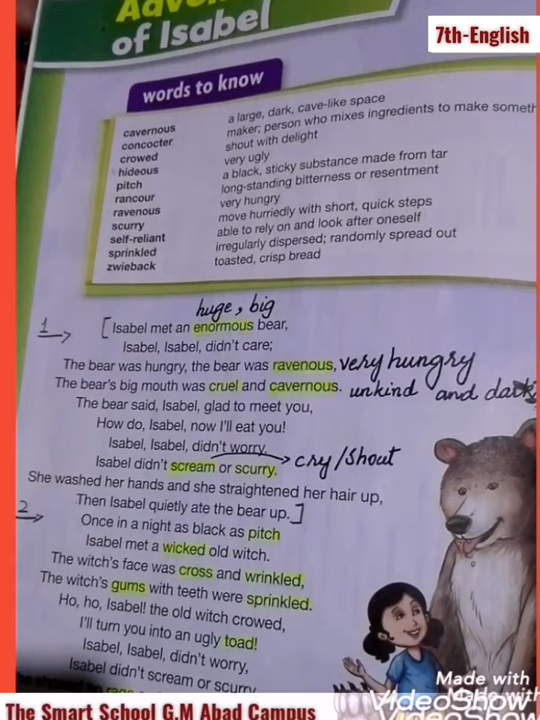 7th-English
of Isabel
words to know
cavernous a large, dark, cave-like space
concocter maker; person who mixes ingredients to make someth
crowed shout with delight
hideous very ugly
pitch a black, sticky substance made from tar
rancour long-standing bitterness or resentment
ravenous very hungry
scurry move hurriedly with short, quick steps
self-reliant able to rely on and look after oneself
sprinkled irregularly dispersed; randomly spread out
zwieback toasted, crisp bread
huge, big
1 [Isabel met an enormous bear,
Isabel, Isabel, didn't care;
The bear was hungry, the bear was ravenous, very hungry
The bear's big mouth was cruel and cavernous. unkind and dark
The bear said, Isabel, glad to meet you,
How do, Isabel, now I'll eat you!
Isabel, Isabel, didn't worry,
Isabel didn't scream or scurry. cry/shout
She washed her hands and she straightened her hair up,
Then Isabel quietly ate the bear up.]
2 Once in a night as black as pitch
Isabel met a wicked old witch.
The witch's face was cross and wrinkled,
The witch's gums with teeth were sprinkled.
Ho, ho, Isabel! the old witch crowed,
I'll turn you into an ugly toad!
Isabel, Isabel, didn't worry,
Isabel didn't scream or scurry
Made with
VideoShow
The Smart School G.M Abad Campus